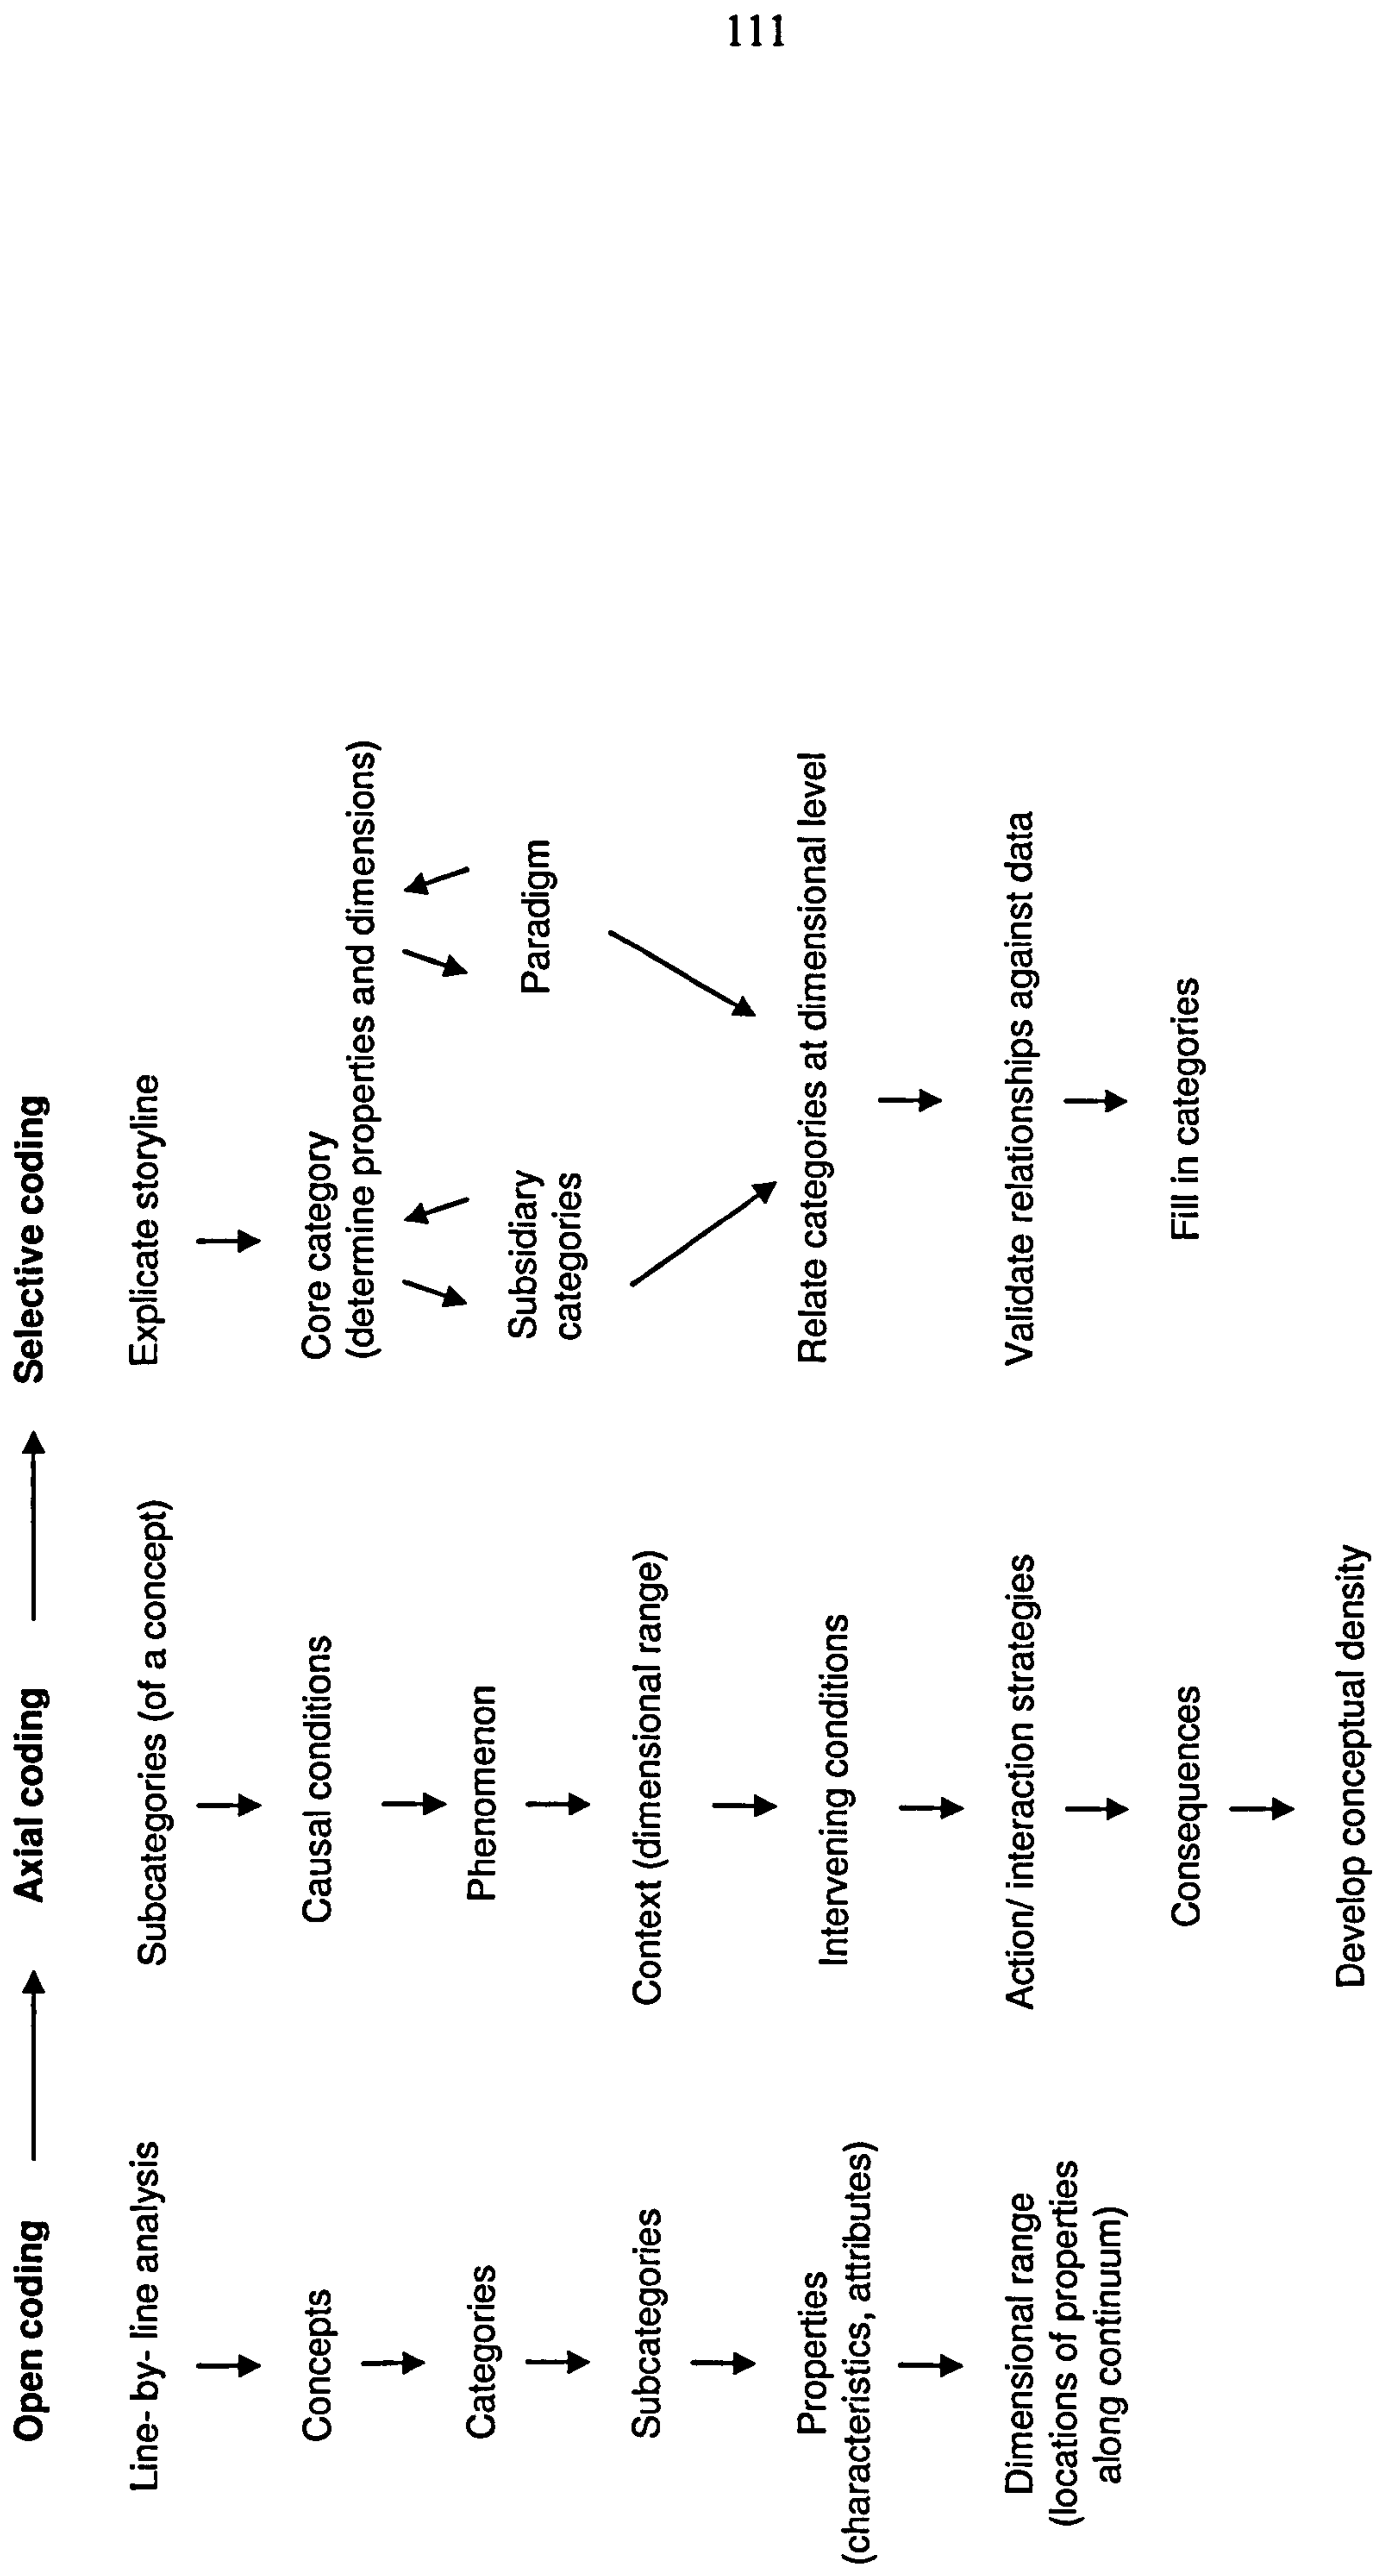 111
Open coding
Line- by- line analysis
Concepts
Categories
Subcategories
Properties
(characteristics, attributes)
Dimensional range
(locations of properties
along continuum)
Axial coding
Subcategories (of a concept)
Causal conditions
Phenomenon
Context (dimensional range)
Intervening conditions
Action/ interaction strategies
Consequences
Develop conceptual density
Selective coding
Explicate storyline
Core category
(determine properties and dimensions)
Subsidiary
categories
Paradigm
Relate categories at dimensional level
Validate relationships against data
Fill in categories